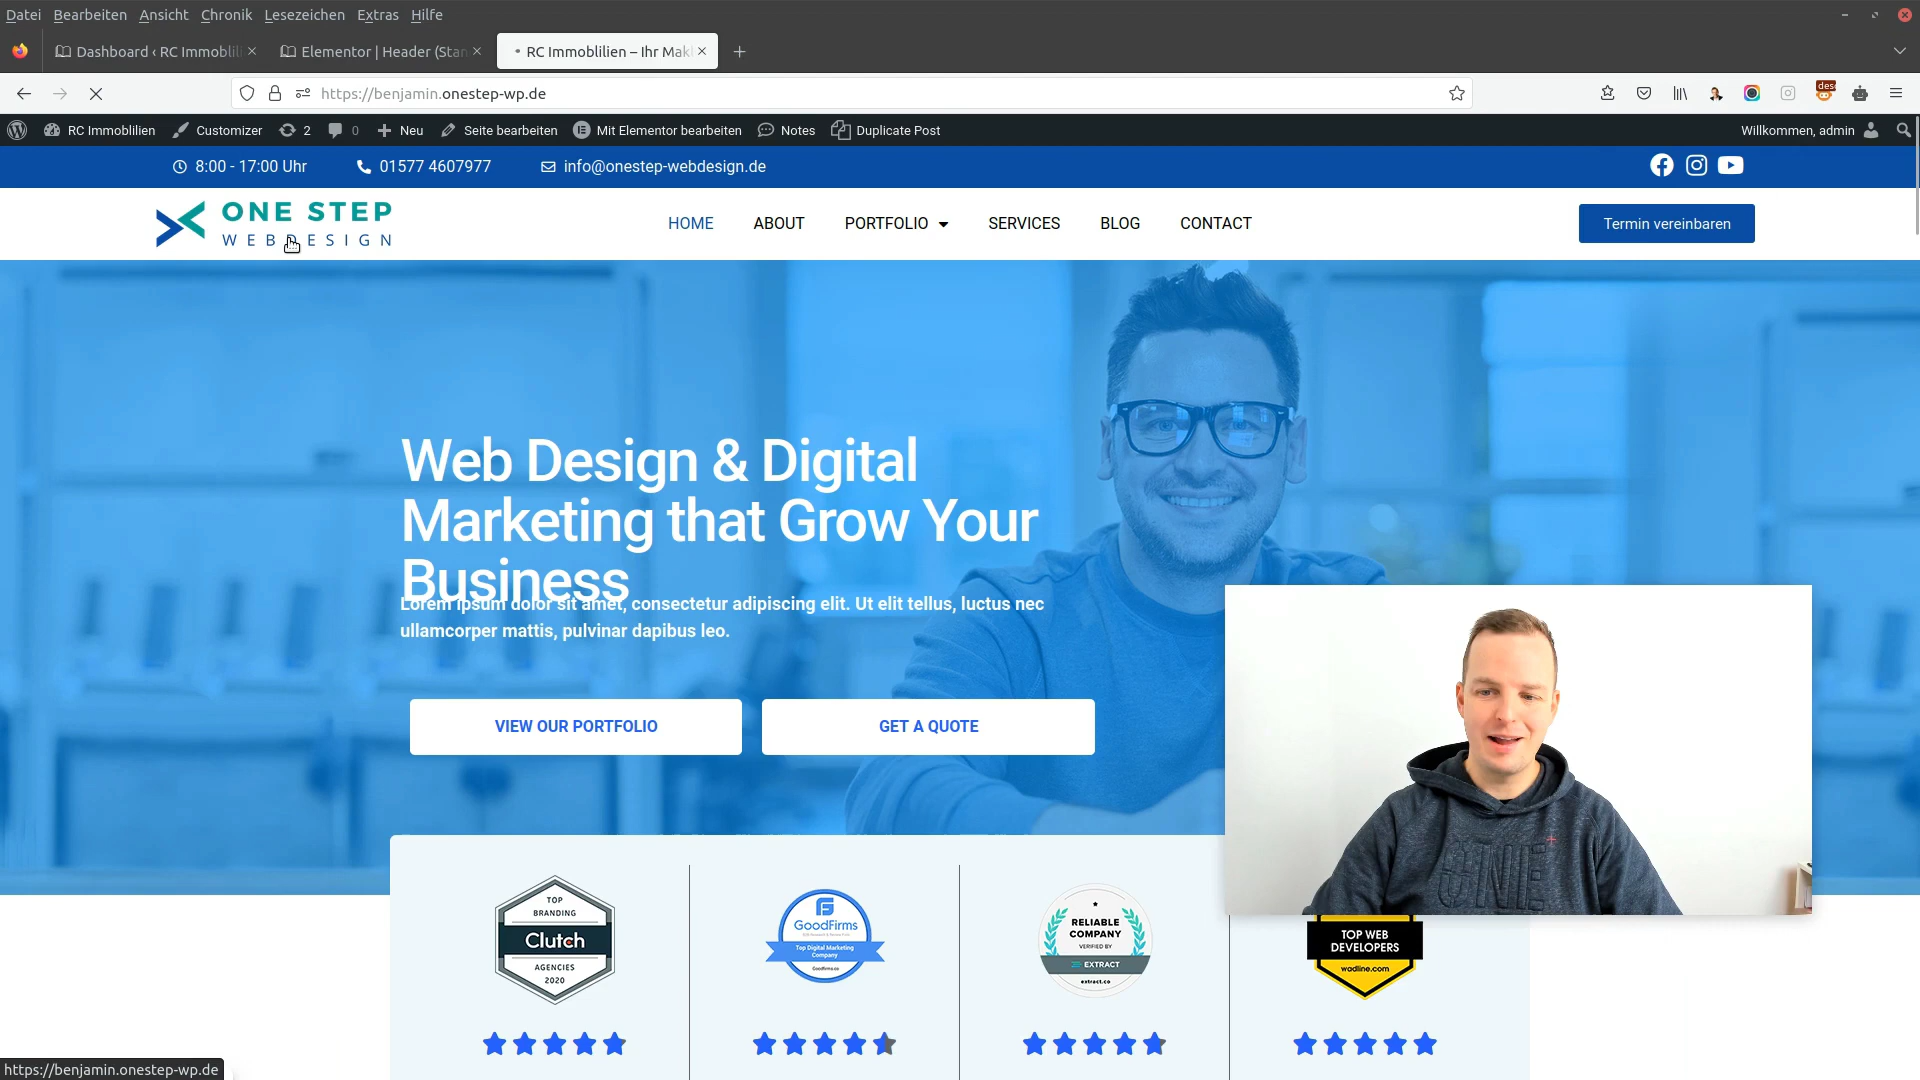 Datei Bearbeiten Ansicht Chronik Lesezeichen Extras Hilfe
Dashboard ‹ RC Immoblil
Elementor | Header (Stan
RC Immoblilien – Ihr Mak
https://benjamin.onestep-wp.de
RC Immoblilien Customizer 2 0 Neu Seite bearbeiten Mit Elementor bearbeiten Notes Duplicate Post Willkommen, admin
8:00 - 17:00 Uhr 01577 4607977 info@onestep-webdesign.de
ONE STEP
WEBDESIGN
HOME ABOUT PORTFOLIO SERVICES BLOG CONTACT
Termin vereinbaren
Web Design & Digital
Marketing that Grow Your
Business
Lorem ipsum dolor sit amet, consectetur adipiscing elit. Ut elit tellus, luctus nec
ullamcorper mattis, pulvinar dapibus leo.
VIEW OUR PORTFOLIO
GET A QUOTE
TOP
BRANDING
Clutch
AGENCIES
2020
GoodFirms
Top Digital Marketing
Company
Goodfirms.co
RELIABLE
COMPANY
VERIFIED BY
EXTRACT
extract.co
TOP WEB
DEVELOPERS
wadline.com
https://benjamin.onestep-wp.de